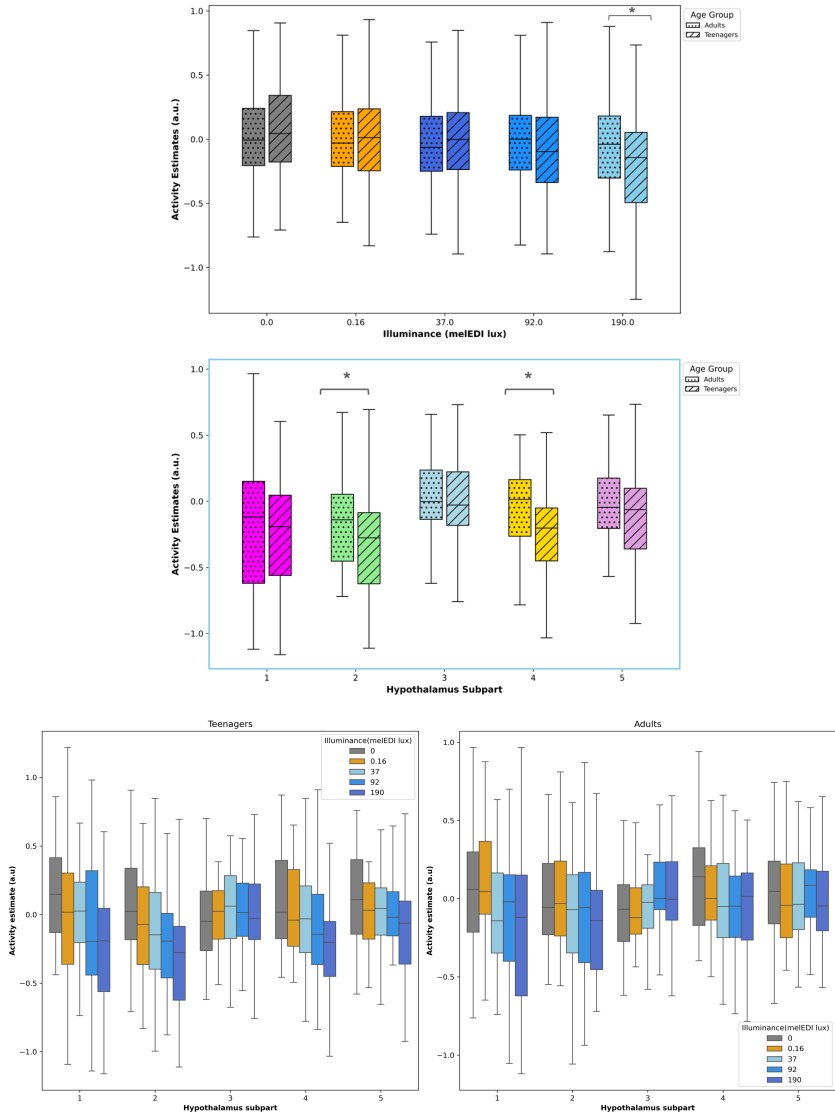 1.0
0.5
0.0
−0.5
−1.0
Activity Estimates (a.u.)
*
Age Group
Adults
Teenagers
0.0 0.16 37.0 92.0 190.0
Illuminance (melEDI lux)
1.0
0.5
0.0
−0.5
−1.0
Activity Estimates (a.u.)
* *
Age Group
Adults
Teenagers
1 2 3 4 5
Hypothalamus Subpart
Teenagers
1.0
0.5
0.0
−0.5
−1.0
Activity estimate (a.u)
Illuminance(melEDI lux)
0
0.16
37
92
190
1 2 3 4 5
Hypothalamus subpart
Adults
1.0
0.5
0.0
−0.5
−1.0
Activity estimate (a.u)
Illuminance(melEDI lux)
0
0.16
37
92
190
1 2 3 4 5
Hypothalamus subpart